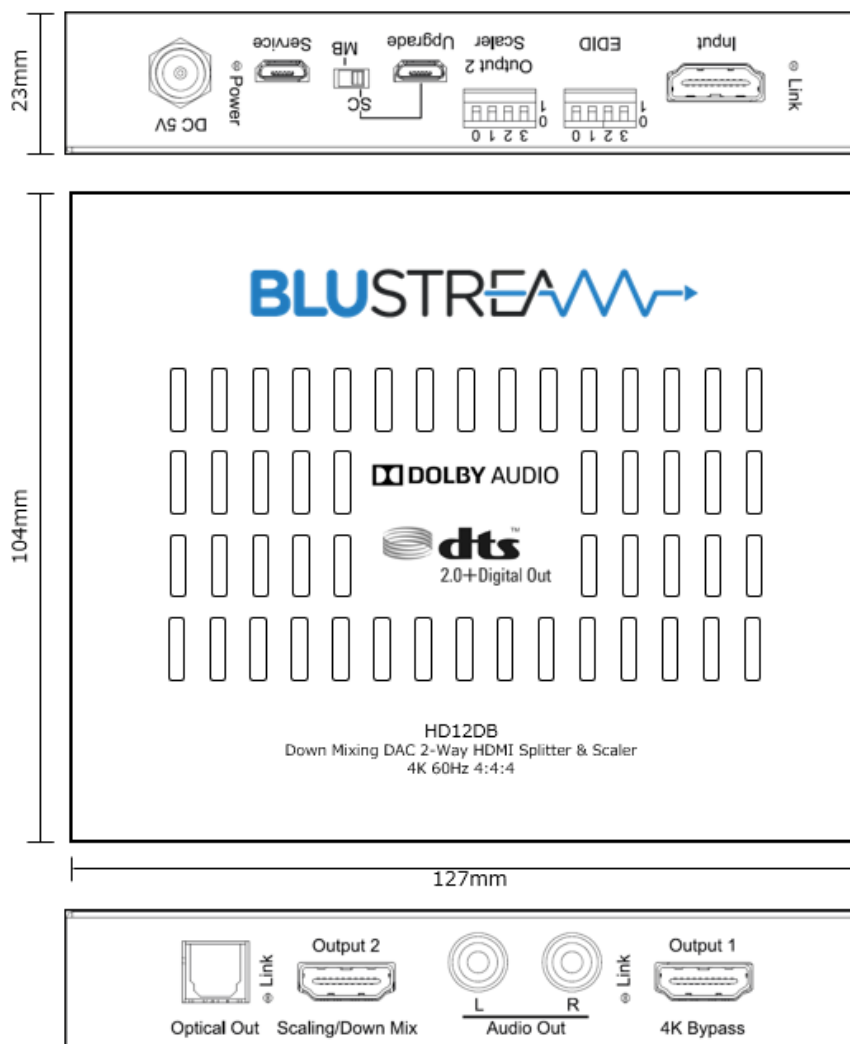 23mm
DC 5V
Power
Service
MB
SC
Upgrade
Output 2
Scaler
0 1 2 3
0 1
EDID
0 1 2 3
0 1
Input
Link
BLUSTREAM
104mm
DOLBY AUDIO
dts™
2.0+Digital Out
HD12DB
Down Mixing DAC 2-Way HDMI Splitter & Scaler
4K 60Hz 4:4:4
127mm
Optical Out
Link
Output 2
Scaling/Down Mix
L R
Audio Out
Link
Output 1
4K Bypass